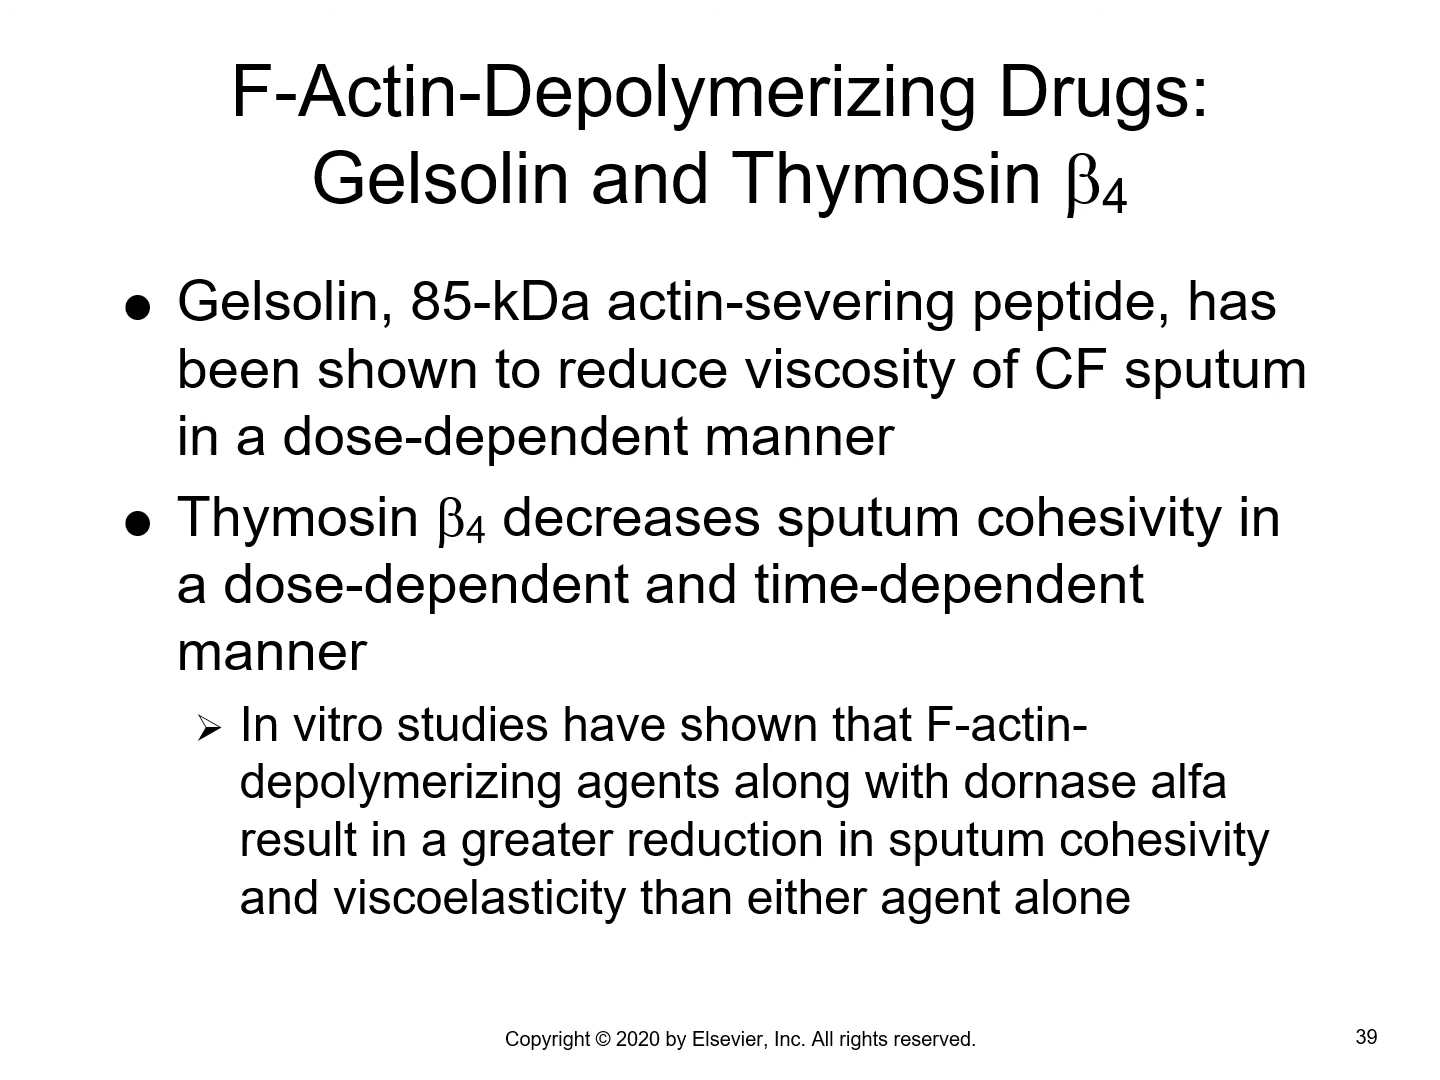 F-Actin-Depolymerizing Drugs:
Gelsolin and Thymosin β4
● Gelsolin, 85-kDa actin-severing peptide, has
been shown to reduce viscosity of CF sputum
in a dose-dependent manner
● Thymosin β4 decreases sputum cohesivity in
a dose-dependent and time-dependent
manner
➢ In vitro studies have shown that F-actin-
depolymerizing agents along with dornase alfa
result in a greater reduction in sputum cohesivity
and viscoelasticity than either agent alone
Copyright © 2020 by Elsevier, Inc. All rights reserved.
39